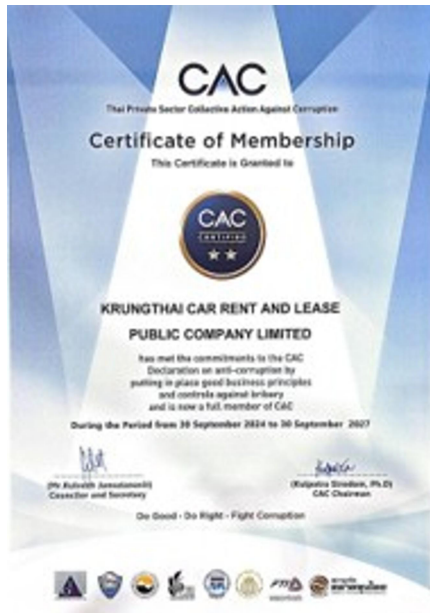 CAC
Thai Private Sector Collective Action Against Corruption
Certificate of Membership
This Certificate is Granted to
CAC
CERTIFIED
KRUNGTHAI CAR RENT AND LEASE
PUBLIC COMPANY LIMITED
has met the commitments to the CAC
Declaration on anti-corruption by
putting in place good business principles
and controls against bribery
and is now a full member of CAC
During the Period from 30 September 2024 to 30 September 2027
(Mr.
(Kulpatra Sirodom, Ph.D)
Councilor and Secretary
CAC Chairman
Do Good - Do Right - Fight Corruption